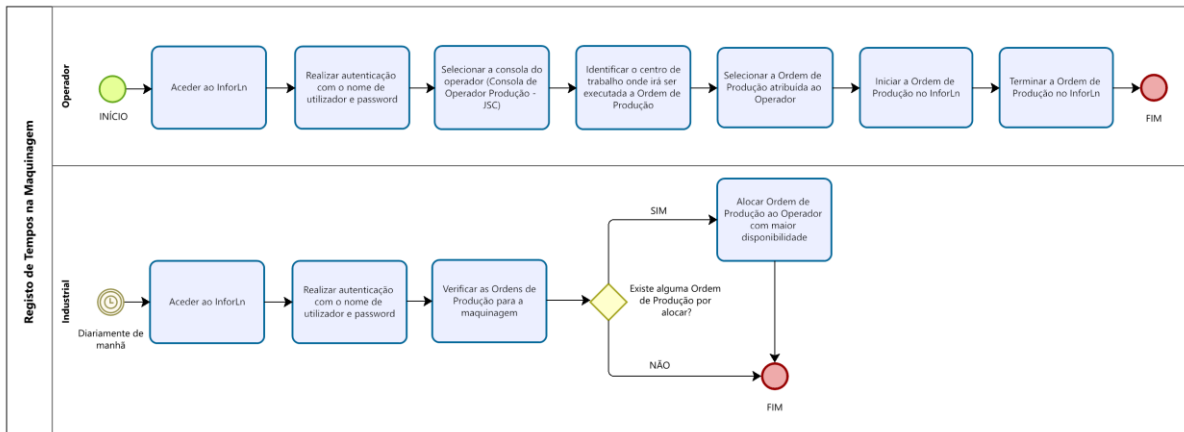 Registo de Tempos na Maquinagem
Operador
INÍCIO
Aceder ao InforLn
Realizar autenticação
com o nome de
utilizador e password
Selecionar a consola do
operador (Consola de
Operador Produção -
JSC)
Identificar o centro de
trabalho onde irá ser
executada a Ordem de
Produção
Selecionar a Ordem de
Produção atribuída ao
Operador
Iniciar a Ordem de
Produção no InforLn
Terminar a Ordem de
Produção no InforLn
FIM
Industrial
Diariamente de
manhã
Aceder ao InforLn
Realizar autenticação
com o nome de
utilizador e password
Verificar as Ordens de
Produção para a
maquinagem
Existe alguma Ordem
de Produção por
alocar?
SIM
Alocar Ordem de
Produção ao Operador
com maior
disponibilidade
NÃO
FIM